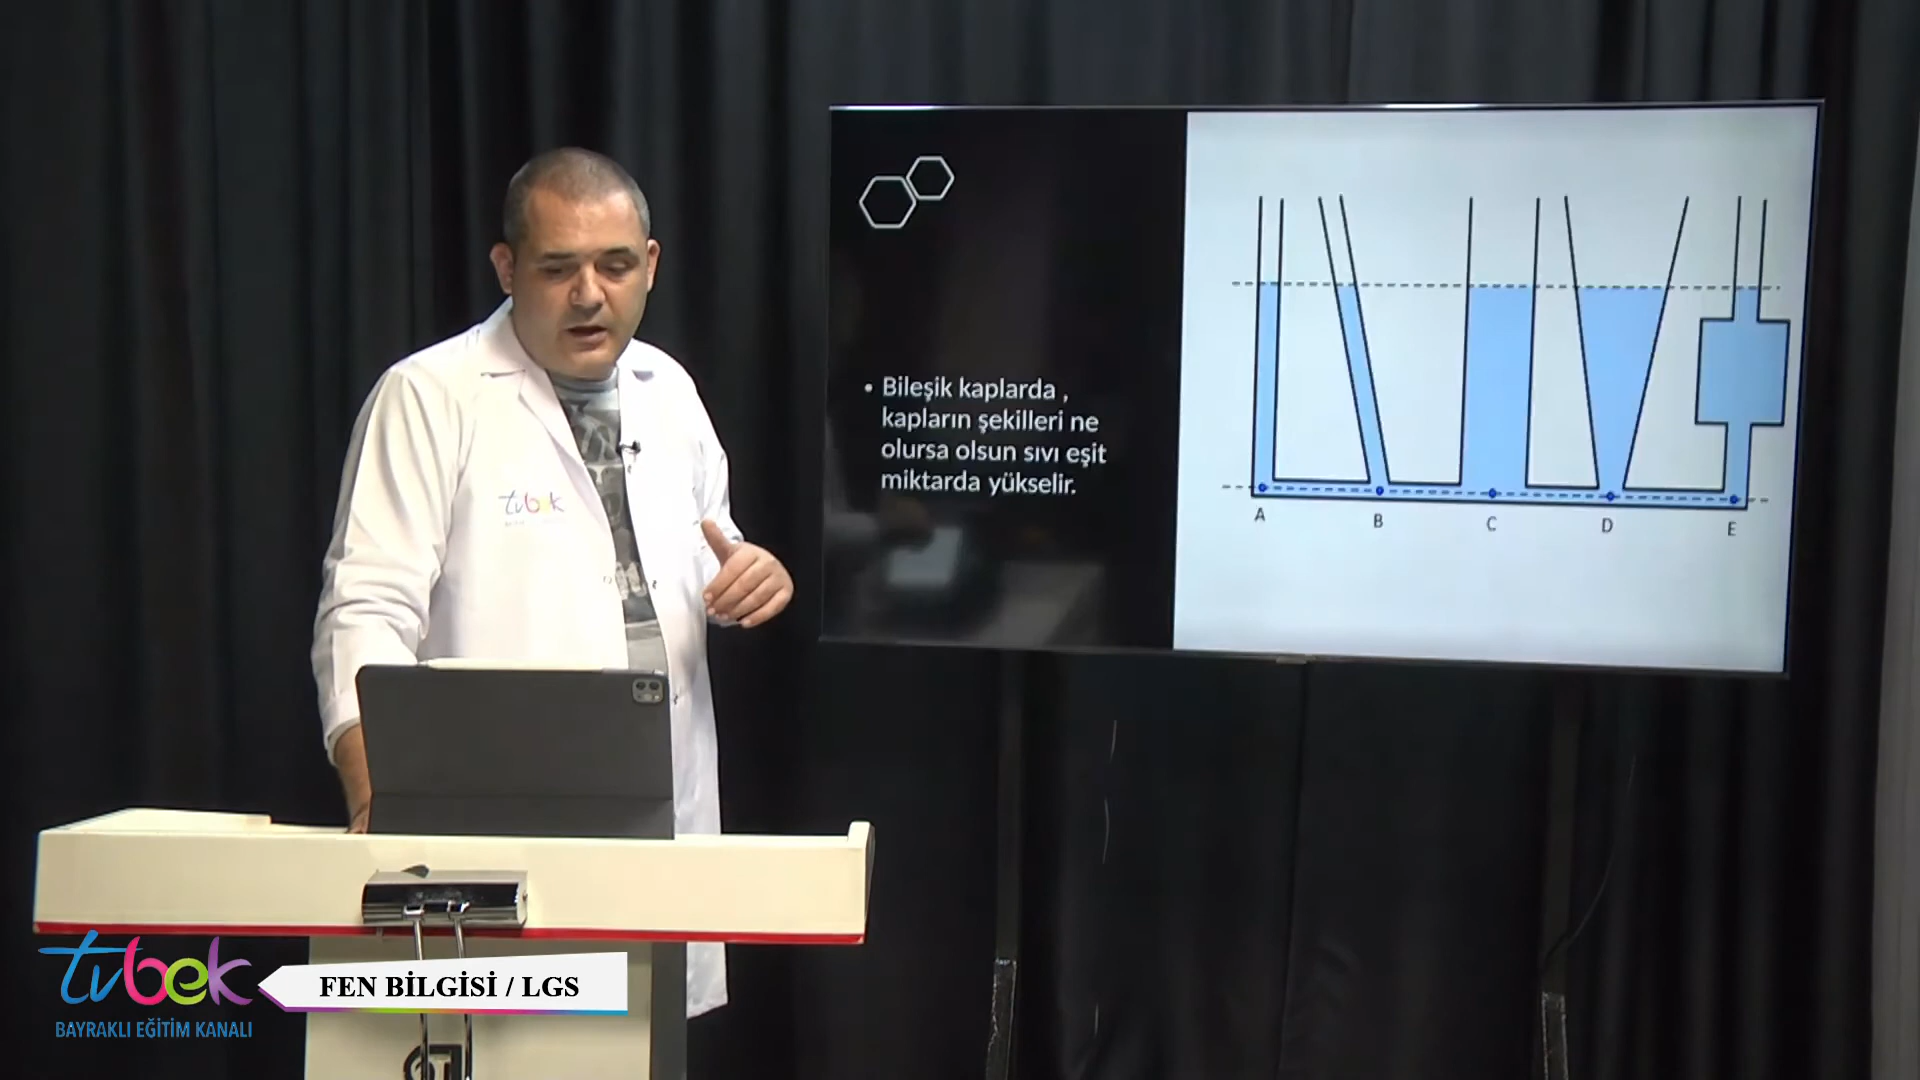 • Bileşik kaplarda ,
kapların şekilleri ne
olursa olsun sıvı eşit
miktarda yükselir.
A B C D E
tvbek
tvbek
BAYRAKLI EĞİTİM KANALI
FEN BİLGİSİ / LGS